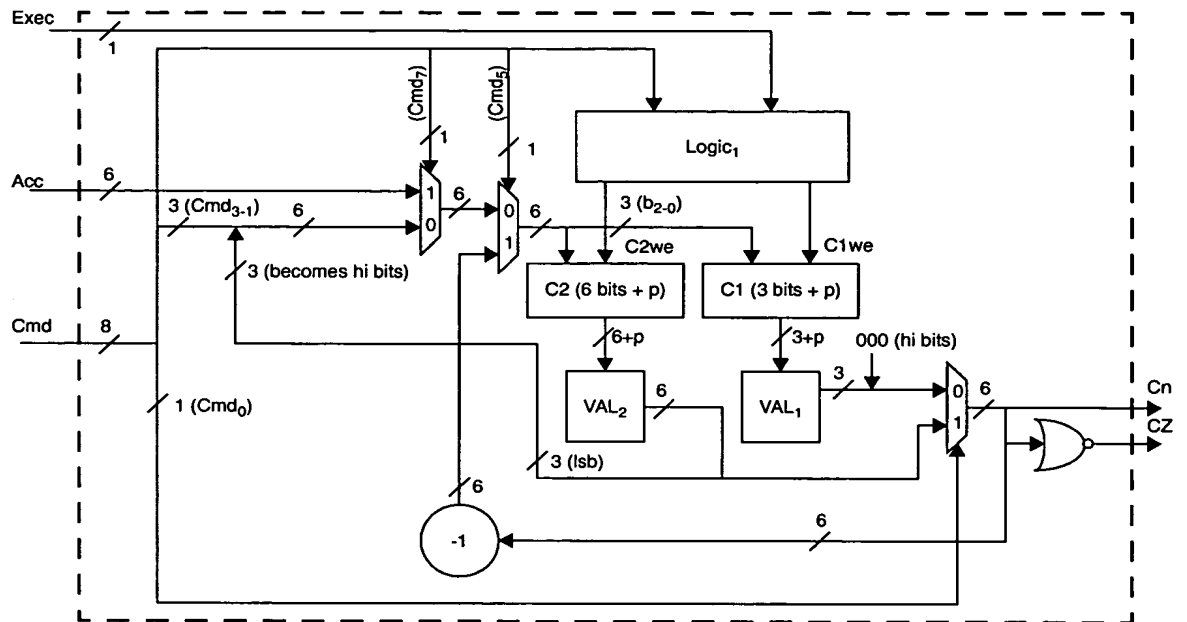 Exec
1
(Cmd7)
(Cmd5)
1
1
Logic1
Acc
6
1
0
6
0
1
6
3 (b2-0)
3 (Cmd3-1)
6
C2we
C1we
3 (becomes hi bits)
C2 (6 bits + p)
C1 (3 bits + p)
Cmd
8
6+p
3+p
000 (hi bits)
VAL2
6
VAL1
3
0
1
6
Cn
CZ
1 (Cmd0)
3 (lsb)
6
-1
6